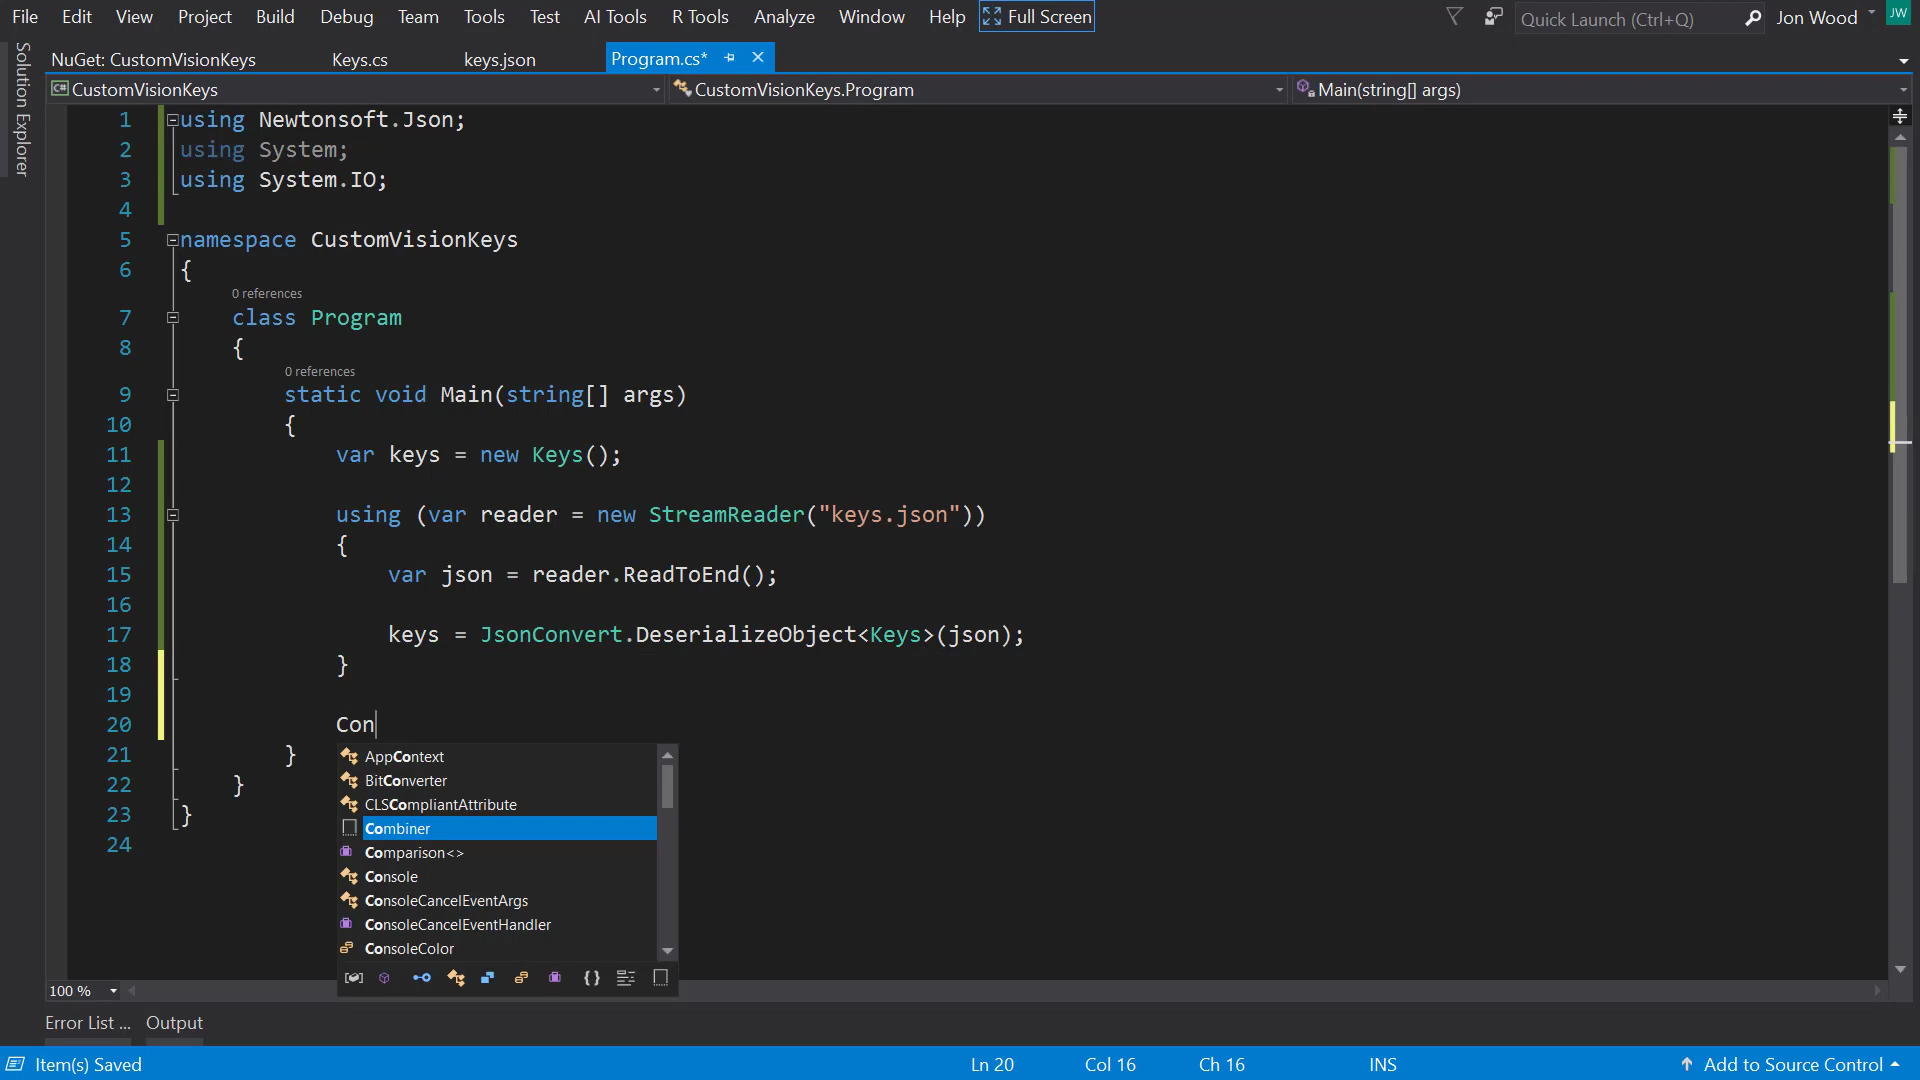 File Edit View Project Build Debug Team Tools Test AI Tools R Tools Analyze Window Help Full Screen Quick Launch (Ctrl+Q) Jon Wood JW
Solution Explorer
NuGet: CustomVisionKeys Keys.cs keys.json Program.cs*
C# CustomVisionKeys CustomVisionKeys.Program Main(string[] args)
1 using Newtonsoft.Json;
2 using System;
3 using System.IO;
4
5 namespace CustomVisionKeys
6 {
0 references
7 class Program
8 {
0 references
9 static void Main(string[] args)
10 {
11 var keys = new Keys();
12
13 using (var reader = new StreamReader("keys.json"))
14 {
15 var json = reader.ReadToEnd();
16
17 keys = JsonConvert.DeserializeObject<Keys>(json);
18 }
19
20 Con
21 }
22 }
23 }
24
AppContext
BitConverter
CLSCompliantAttribute
Combiner
Comparison<>
Console
ConsoleCancelEventArgs
ConsoleCancelEventHandler
ConsoleColor
100 %
Error List ... Output
Item(s) Saved Ln 20 Col 16 Ch 16 INS Add to Source Control